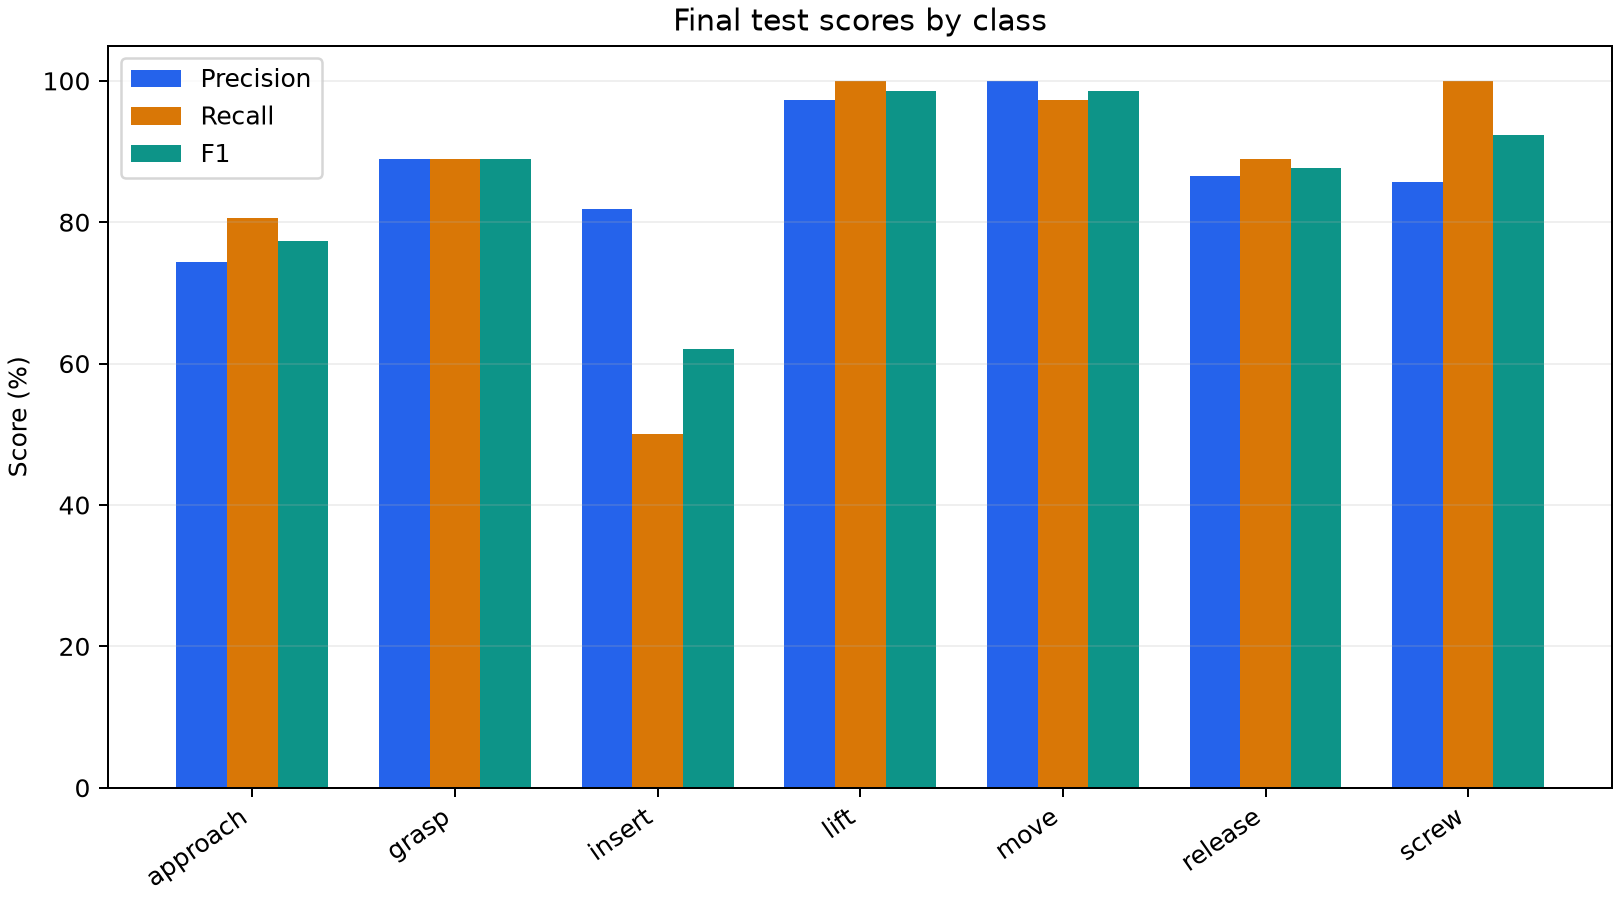 Final test scores by class
Precision
Recall
F1
Score (%)
100
80
60
40
20
0
approach
grasp
insert
lift
move
release
screw